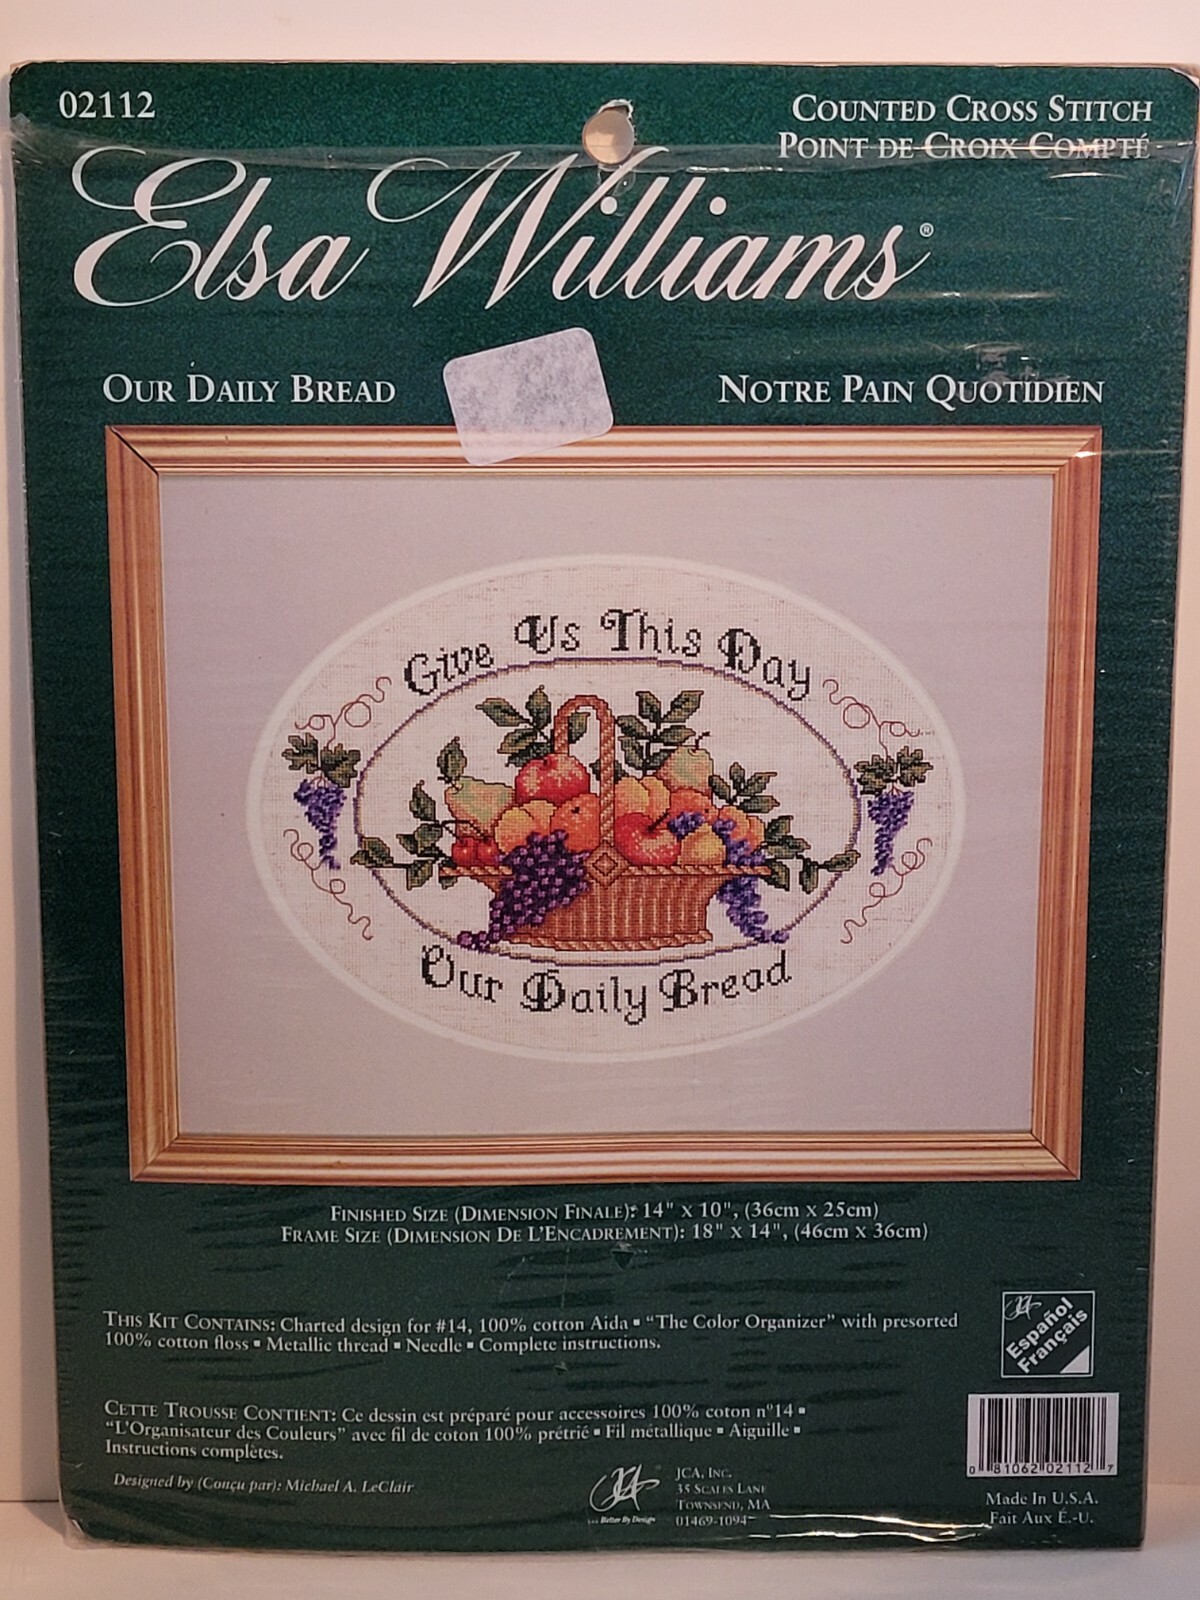 02112
COUNTED CROSS STITCH
POINT DE CROIX COMPTÉ
Elsa Williams®
OUR DAILY BREAD
NOTRE PAIN QUOTIDIEN
Give Us This Day
Our Daily Bread
FINISHED SIZE (DIMENSION FINALE): 14" x 10", (36cm x 25cm)
FRAME SIZE (DIMENSION DE L'ENCADREMENT): 18" x 14", (46cm x 36cm)
THIS KIT CONTAINS: Charted design for #14, 100% cotton Aida ▪ "The Color Organizer" with presorted
100% cotton floss ▪ Metallic thread ▪ Needle ▪ Complete instructions.
Español
Français
CETTE TROUSSE CONTIENT: Ce dessin est préparé pour accessoires 100% coton nº14 ▪
"L'Organisateur des Couleurs" avec fil de coton 100% prétrié ▪ Fil métallique ▪ Aiguille ▪
Instructions complètes.
Designed by (Conçu par): Michael A. LeClair
JCA
... Better By Design
JCA, INC.
35 SCALES LANE
TOWNSEND, MA
01469-1094
0 81062 02112 7
Made In U.S.A.
Fait Aux É.-U.